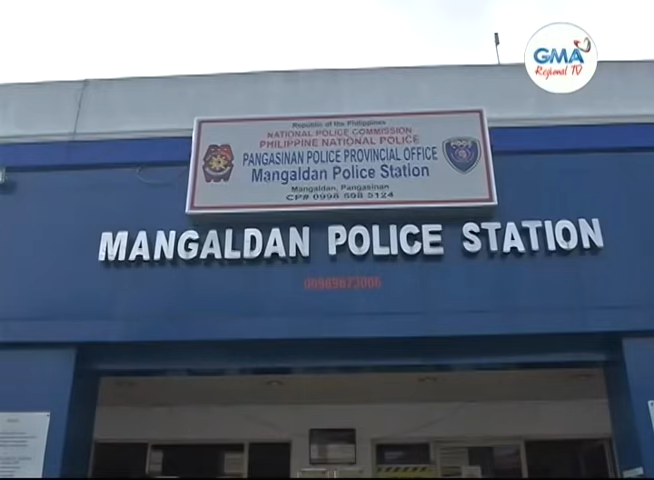 GMA
Regional TV
Republic of the Philippines
NATIONAL POLICE COMMISSION
PHILIPPINE NATIONAL POLICE
PANGASINAN POLICE PROVINCIAL OFFICE
MANGALDAN POLICE STATION
Mangaldan, Pangasinan
CP# 0998 598 5124
MANGALDAN POLICE STATION